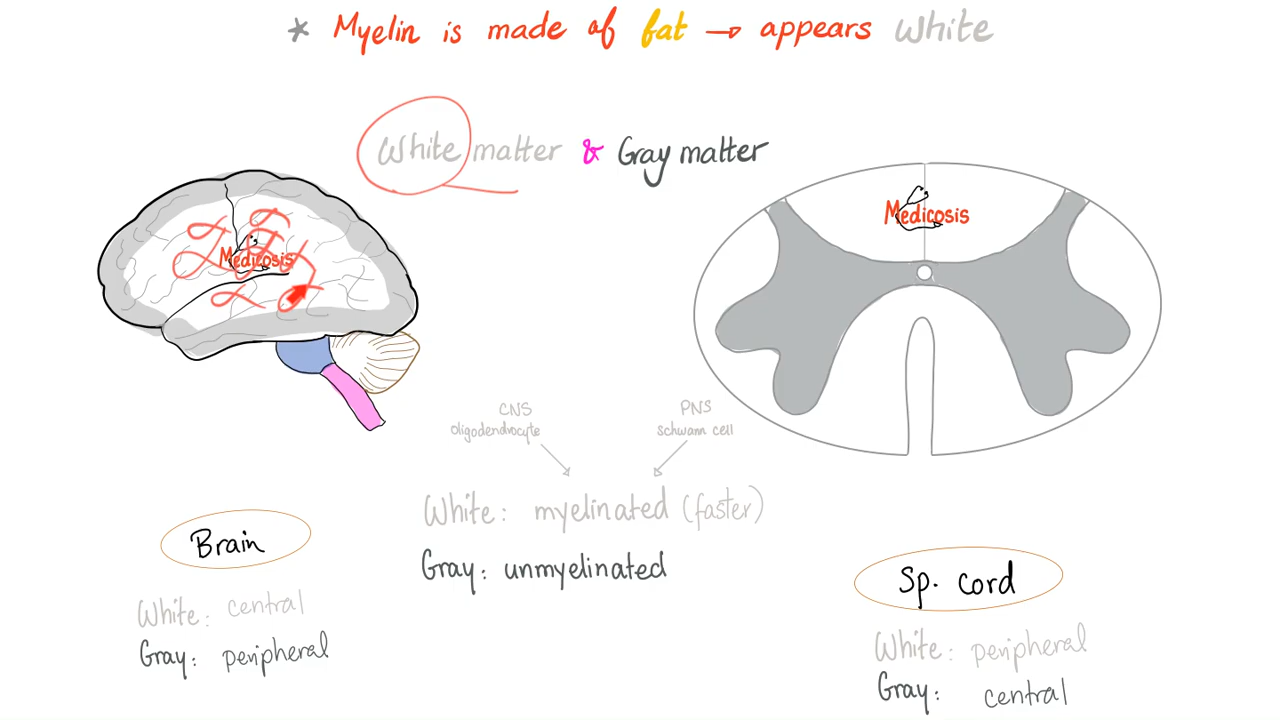 * Myelin is made of fat → appears White
White matter & Gray matter
Medicosis
Medicosis
CNS
oligodendrocyte
PNS
schwann cell
White: myelinated (faster)
Gray: unmyelinated
Brain
White: central
Gray: peripheral
Sp. cord
White: peripheral
Gray: central